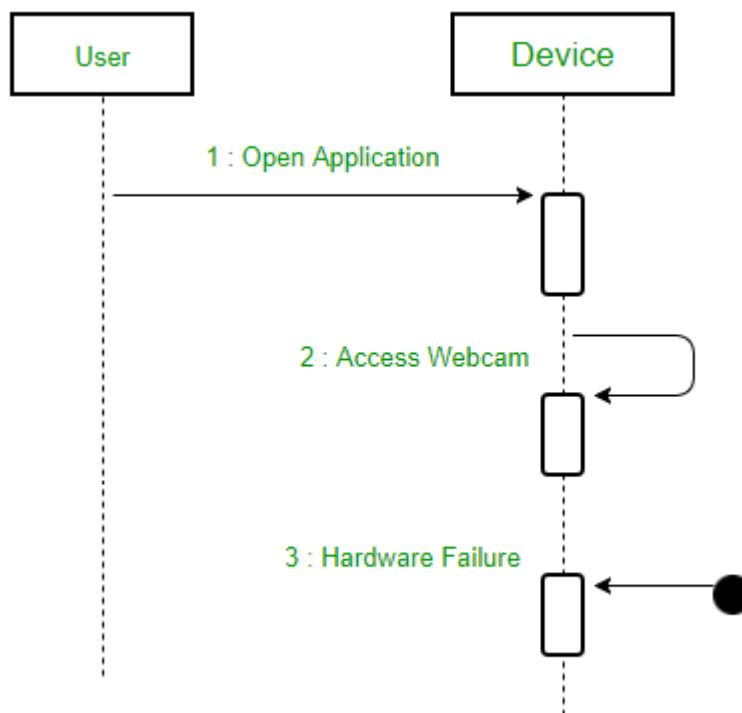 User
Device
1 : Open Application
2 : Access Webcam
3 : Hardware Failure